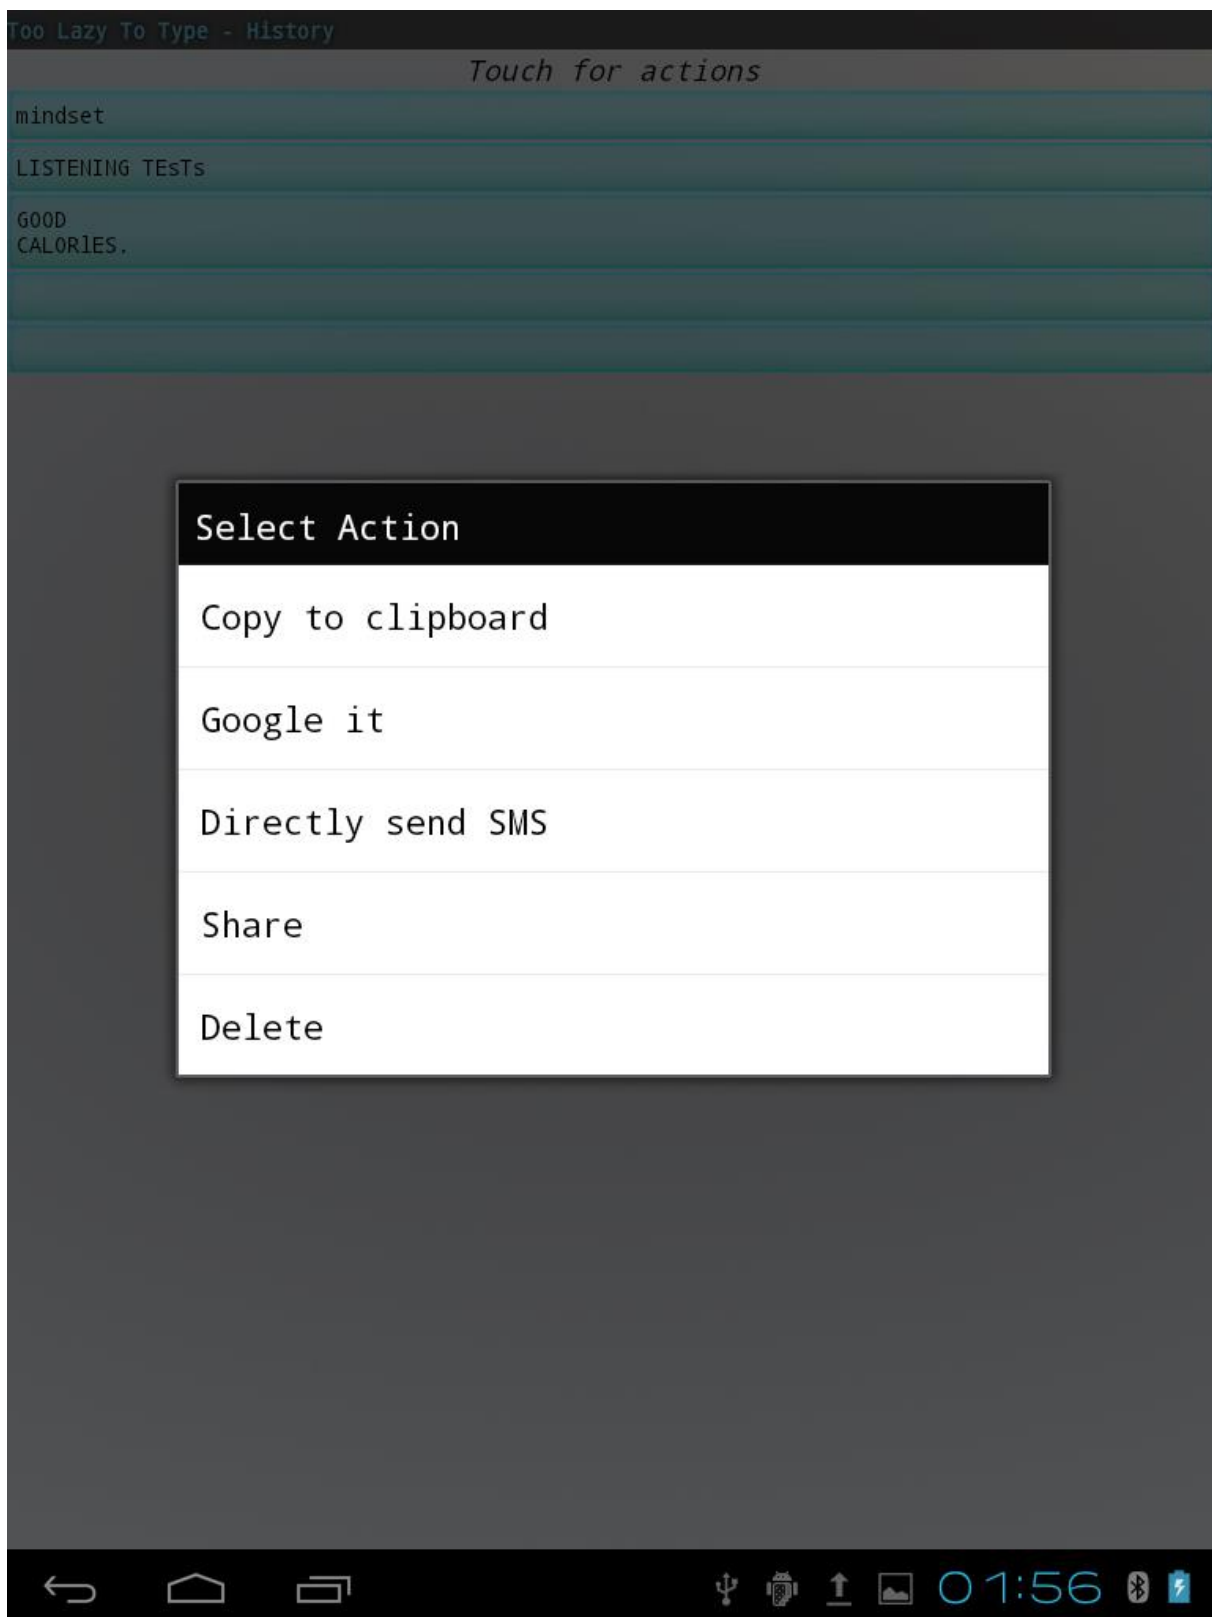 Too Lazy To Type - History
Touch for actions
mindset
LISTENING TEsTs
GOOD
CALORlES.
Select Action
Copy to clipboard
Google it
Directly send SMS
Share
Delete
01:56